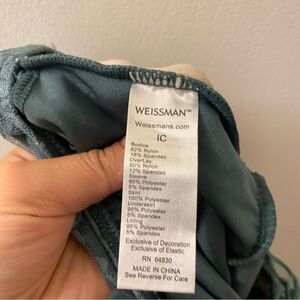 WEISSMAN™
Weissmans.com
IC
Bodice
82% Nylon
18% Spandex
OverLay
88% Nylon
12% Spandex
Sleeve
95% Polyester
5% Spandex
Skirt
100% Polyester
Underskirt
95% Polyester
5% Spandex
Lining
95% Polyester
5% Spandex
Exclusive of Decoration
Exclusive of Elastic
RN 64830
MADE IN CHINA
See Reverse For Care